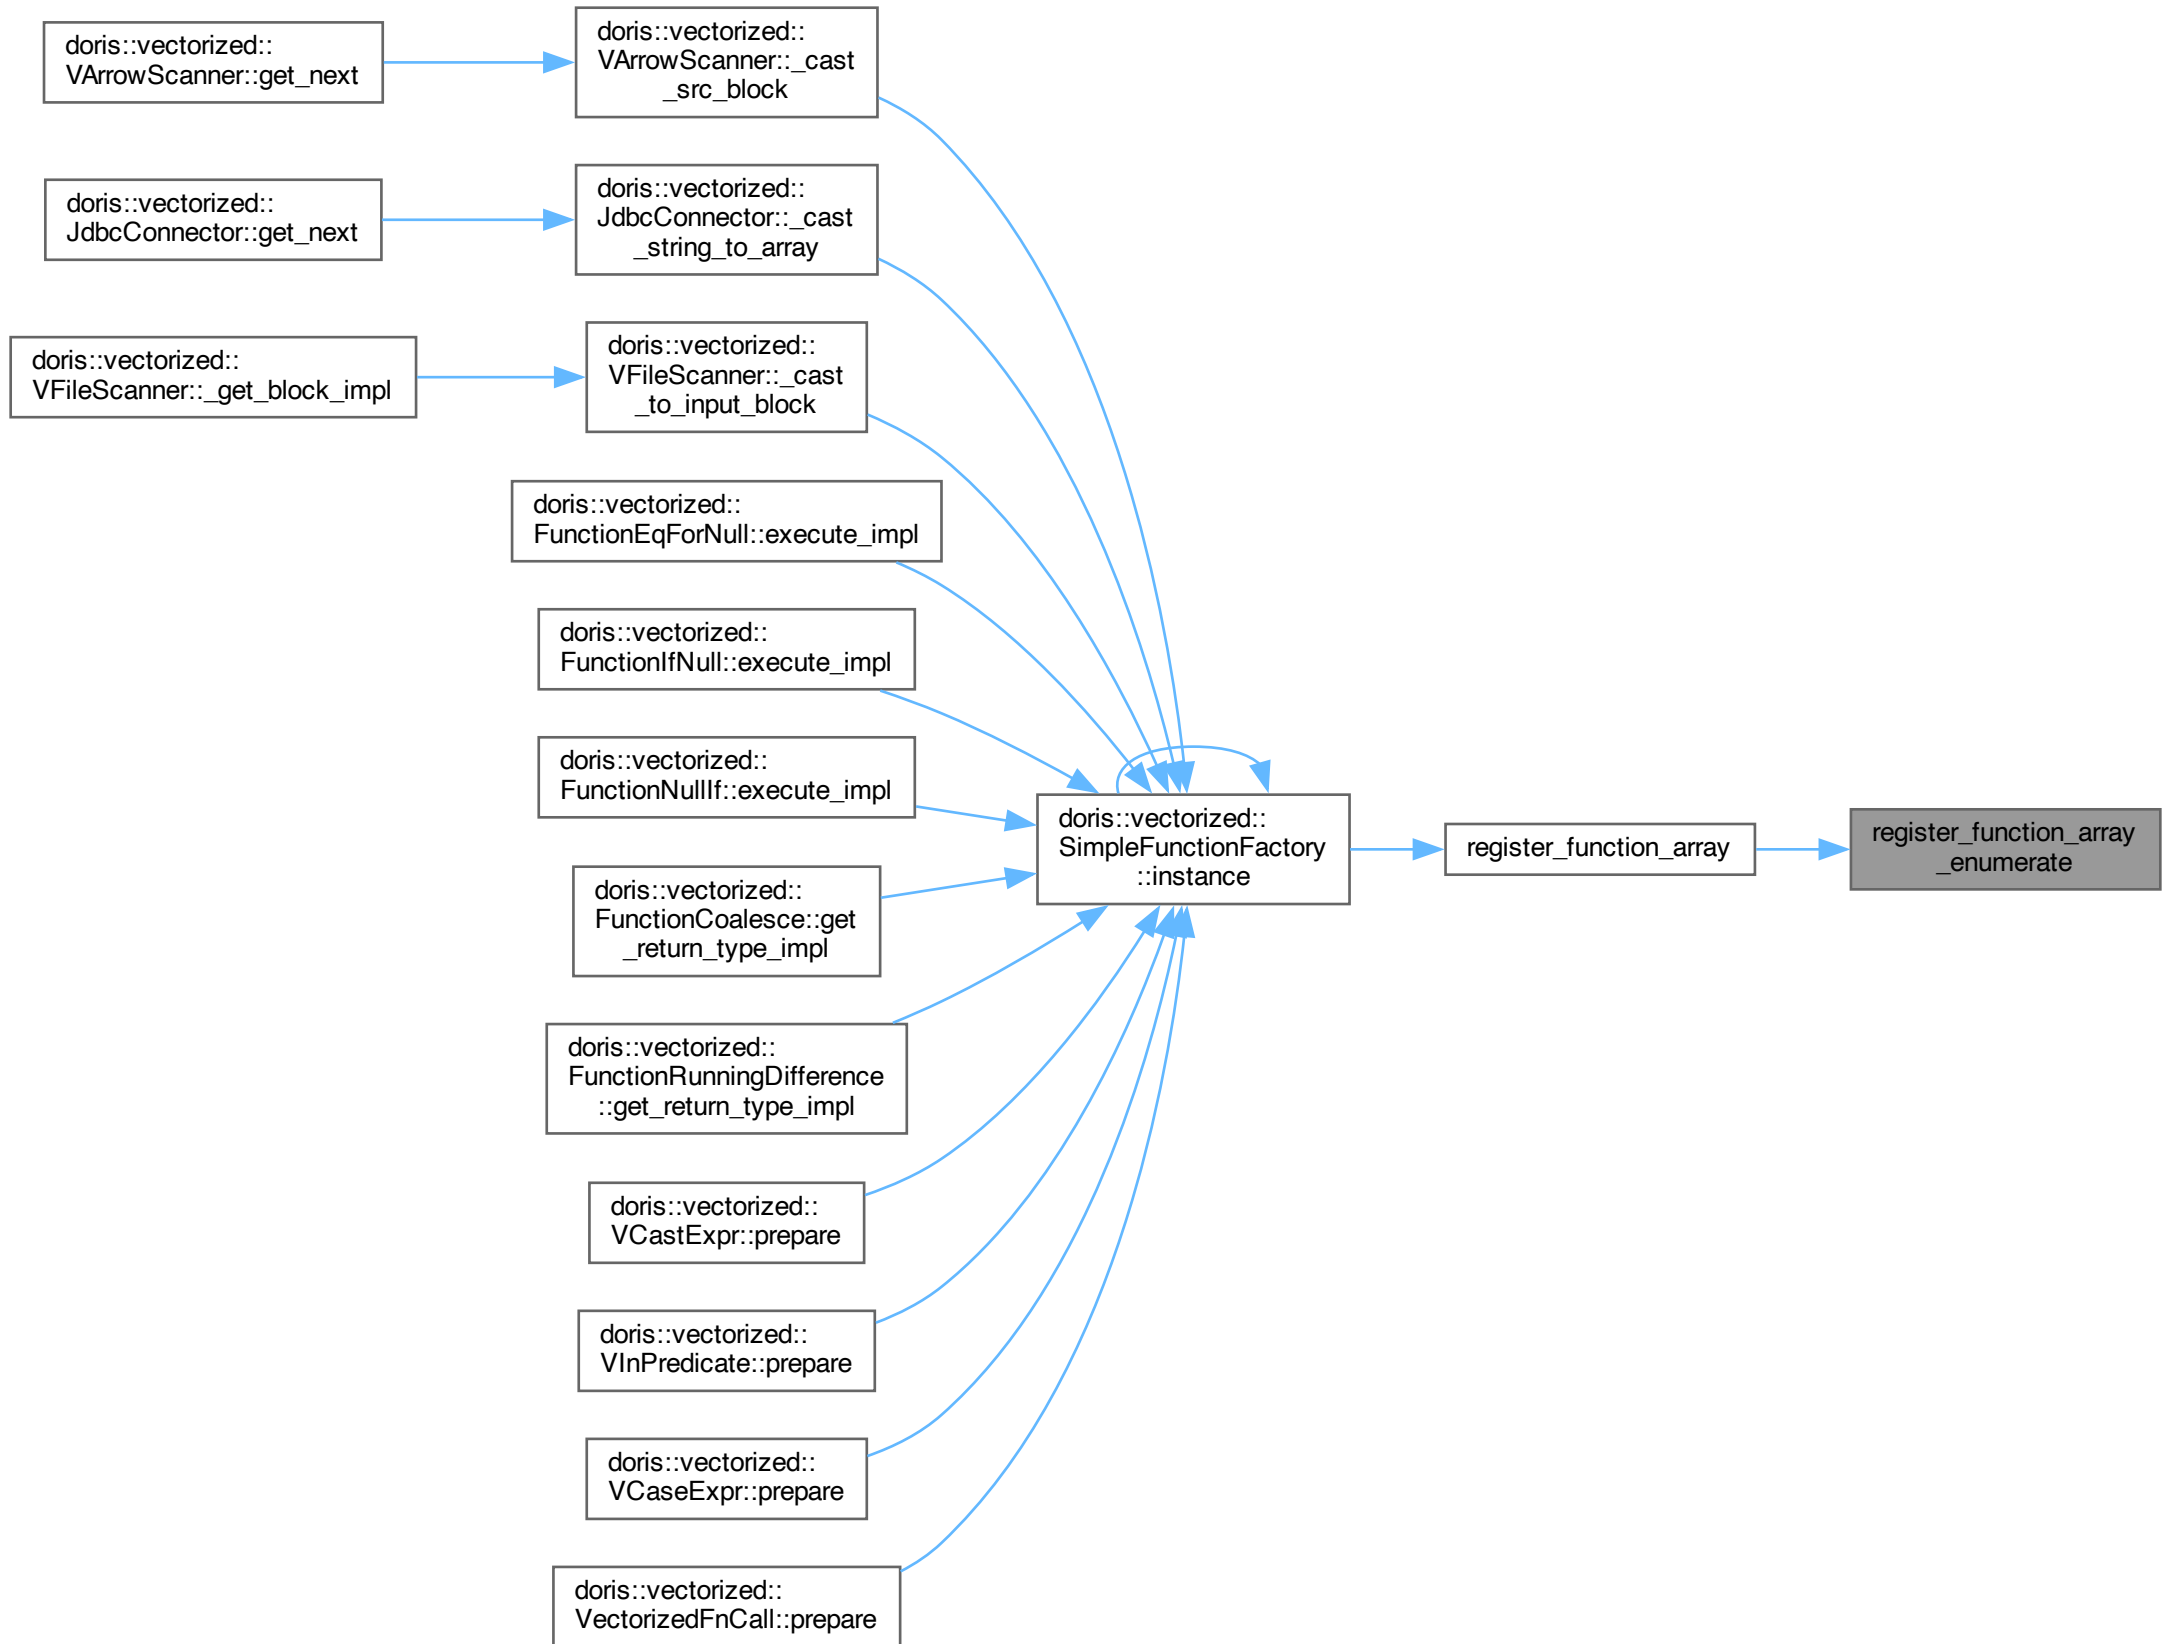 doris::vectorized::
VArrowScanner::get_next
doris::vectorized::
VArrowScanner::_cast
_src_block
doris::vectorized::
JdbcConnector::get_next
doris::vectorized::
JdbcConnector::_cast
_string_to_array
doris::vectorized::
VFileScanner::_get_block_impl
doris::vectorized::
VFileScanner::_cast
_to_input_block
doris::vectorized::
FunctionEqForNull::execute_impl
doris::vectorized::
FunctionIfNull::execute_impl
doris::vectorized::
FunctionNullIf::execute_impl
doris::vectorized::
SimpleFunctionFactory
::instance
register_function_array
register_function_array
_enumerate
doris::vectorized::
FunctionCoalesce::get
_return_type_impl
doris::vectorized::
FunctionRunningDifference
::get_return_type_impl
doris::vectorized::
VCastExpr::prepare
doris::vectorized::
VInPredicate::prepare
doris::vectorized::
VCaseExpr::prepare
doris::vectorized::
VectorizedFnCall::prepare